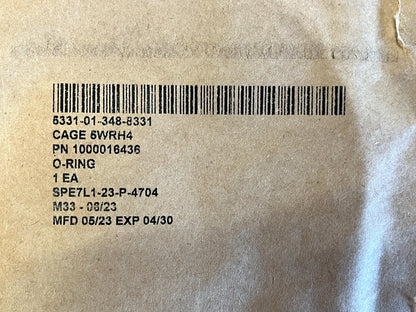 5331-01-348-8331
CAGE 6WRH4
PN 1000016436
O-RING
1 EA
SPE7L1-23-P-4704
M33 - 08/23
MFD 05/23 EXP 04/30